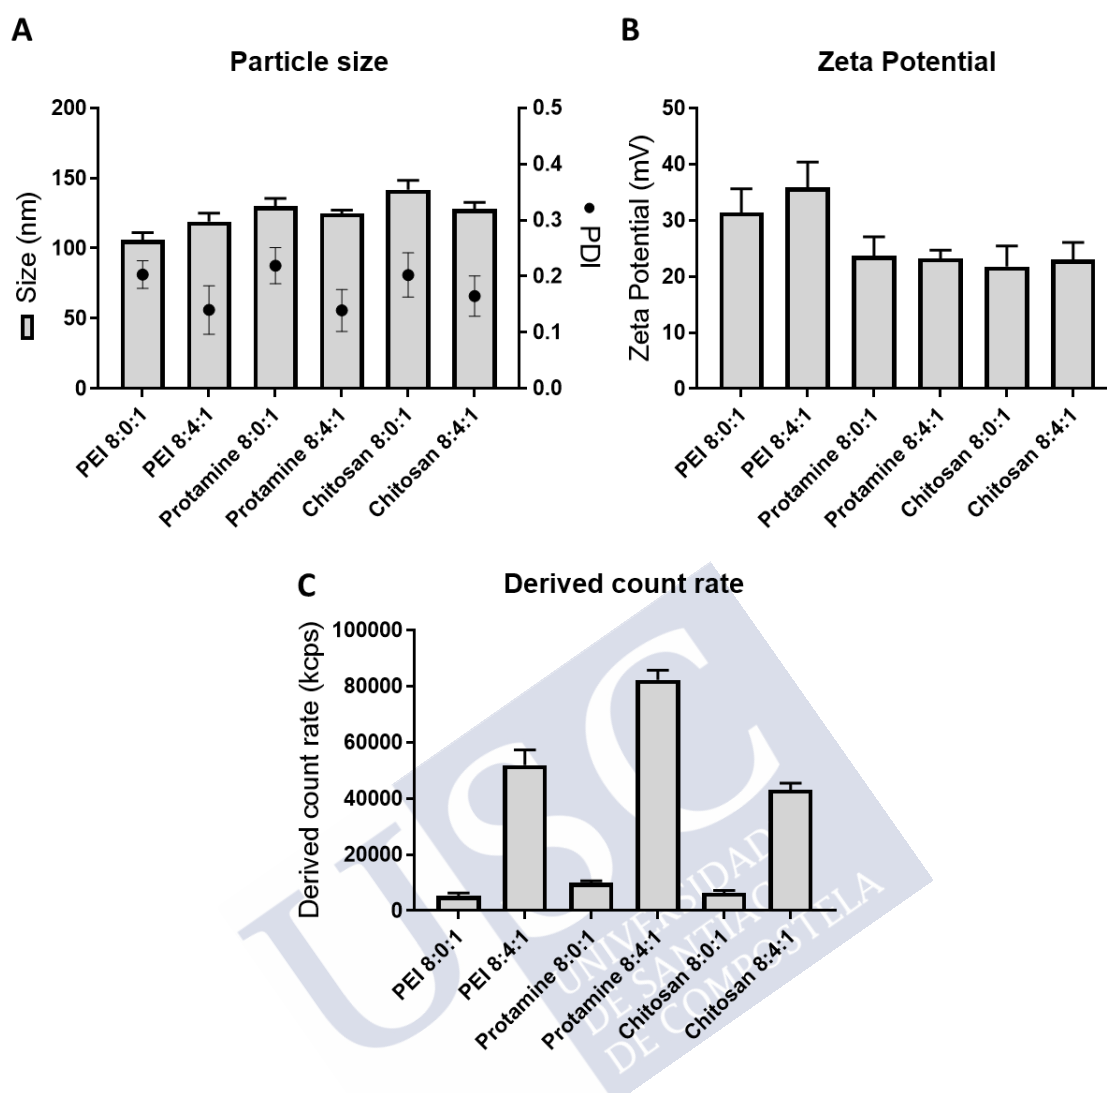 A
Particle size
Size (nm)
200
150
100
50
0
0.5
0.4
0.3
0.2
0.1
0.0
PDI
PEI 8:0:1
PEI 8:4:1
Protamine 8:0:1
Protamine 8:4:1
Chitosan 8:0:1
Chitosan 8:4:1
B
Zeta Potential
Zeta Potential (mV)
50
40
30
20
10
0
PEI 8:0:1
PEI 8:4:1
Protamine 8:0:1
Protamine 8:4:1
Chitosan 8:0:1
Chitosan 8:4:1
C
Derived count rate
Derived count rate (kcps)
100000
80000
60000
40000
20000
0
PEI 8:0:1
PEI 8:4:1
Protamine 8:0:1
Protamine 8:4:1
Chitosan 8:0:1
Chitosan 8:4:1
USC
UNIVERSIDAD
DE SANTIAGO
DE COMPOSTELA